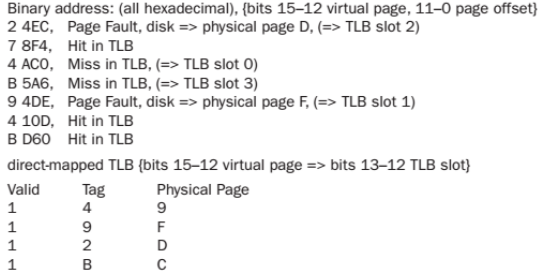 Binary address: (all hexadecimal), {bits 15–12 virtual page, 11–0 page offset}
2 4EC, Page Fault, disk => physical page D, (=> TLB slot 2)
7 8F4, Hit in TLB
4 AC0, Miss in TLB, (=> TLB slot 0)
B 5A6, Miss in TLB, (=> TLB slot 3)
9 4DE, Page Fault, disk => physical page F, (=> TLB slot 1)
4 10D, Hit in TLB
B D60 Hit in TLB
direct-mapped TLB {bits 15–12 virtual page => bits 13–12 TLB slot}
Valid Tag Physical Page
1 4 9
1 9 F
1 2 D
1 B C